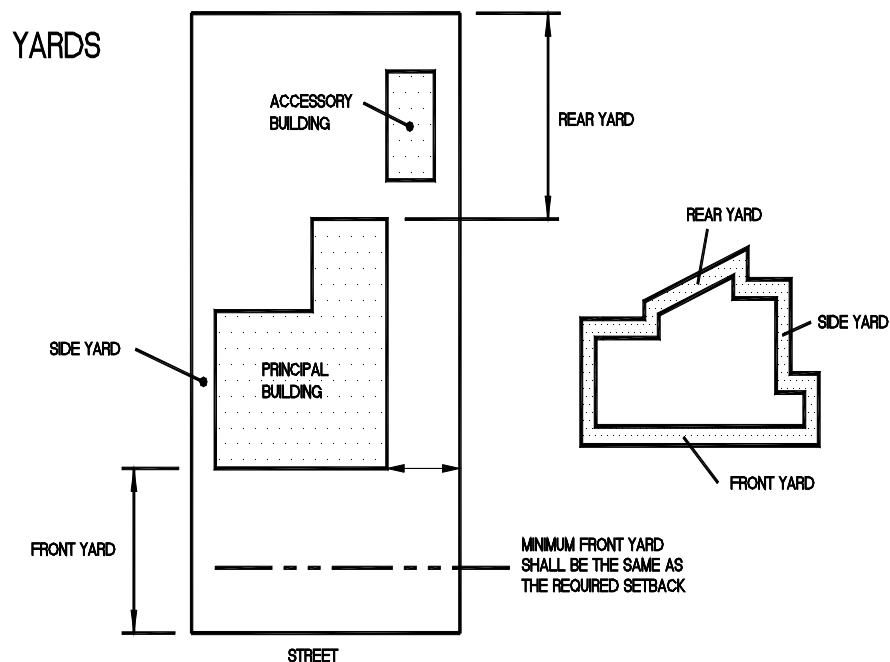 YARDS
ACCESSORY
BUILDING
REAR YARD
REAR YARD
SIDE YARD
SIDE YARD
PRINCIPAL
BUILDING
FRONT YARD
FRONT YARD
MINIMUM FRONT YARD
SHALL BE THE SAME AS
THE REQUIRED SETBACK
STREET